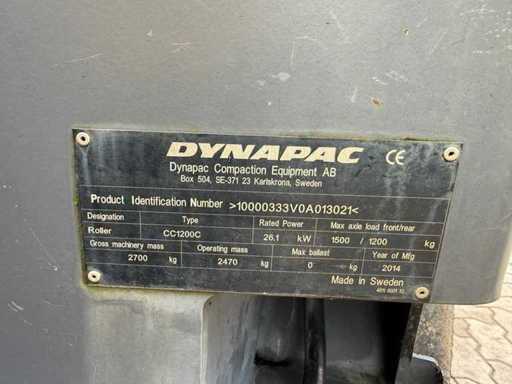 DYNAPAC CE
Dynapac Compaction Equipment AB
Box 504, SE-371 23 Karlskrona, Sweden
Product Identification Number >10000333V0A013021<
Designation Type Rated Power Max axle load front/rear
Roller CC1200C 26.1 kW 1500 / 1200 kg
Gross machinery mass Operating mass Max ballast Year of Mfg
2700 kg 2470 kg 0 kg 2014
Made in Sweden